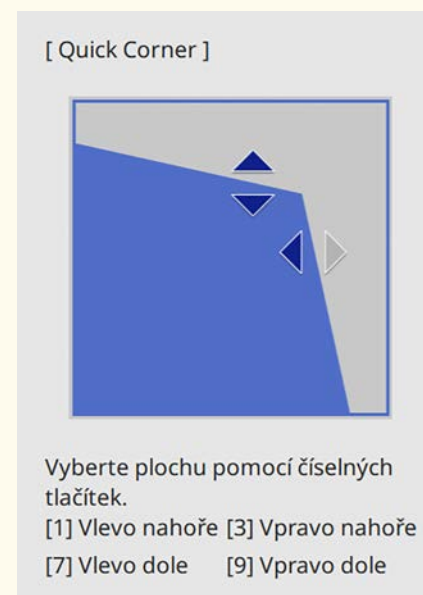 [ Quick Corner ]
Vyberte plochu pomocí číselných
tlačítek.
[1] Vlevo nahoře [3] Vpravo nahoře
[7] Vlevo dole [9] Vpravo dole